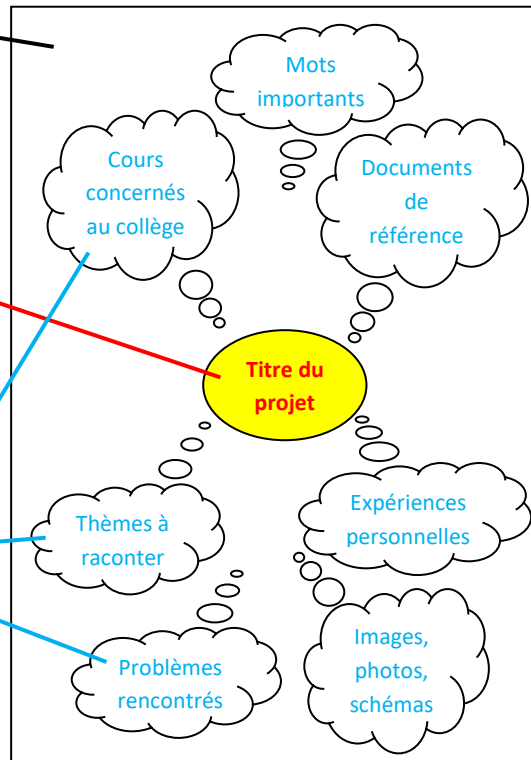 Mots
importants
Cours
concernés
au collège
Documents
de
référence
Titre du
projet
Thèmes à
raconter
Expériences
personnelles
Problèmes
rencontrés
Images,
photos,
schémas